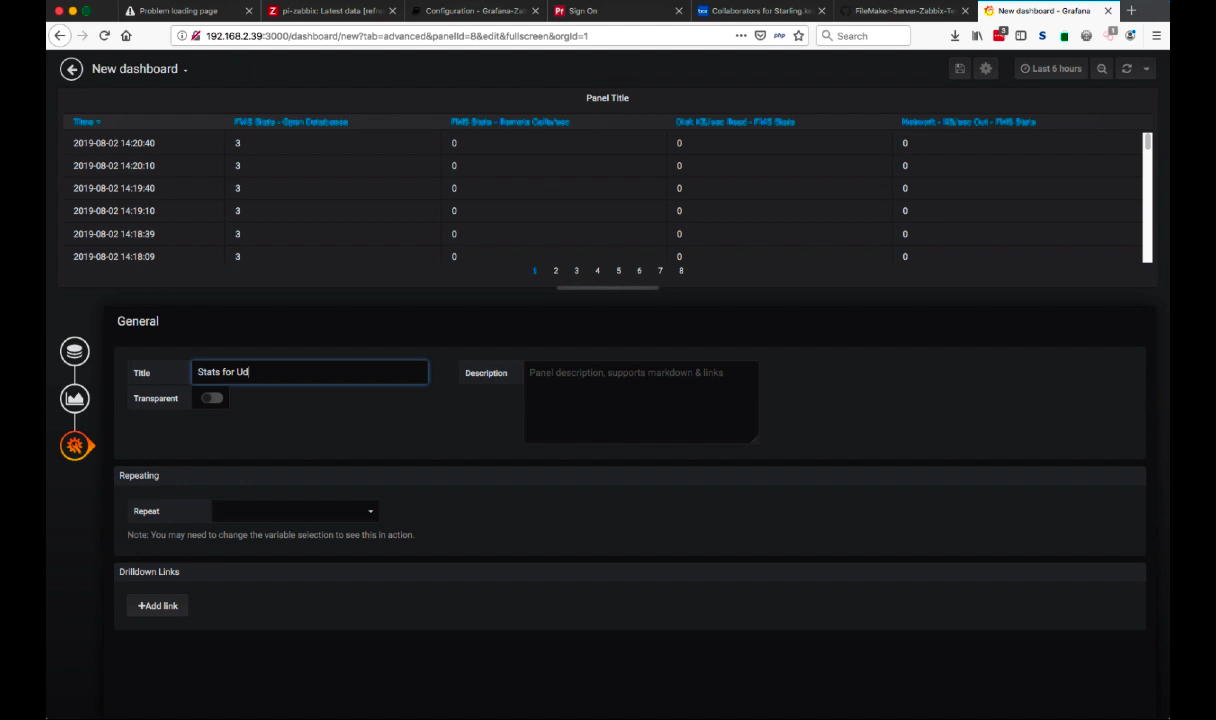 Problem loading page
pi-zabbix: Latest data [refre
Configuration - Grafana-Zab
Sign On
Collaborators for Starling.ke
FileMaker-Server-Zabbix-Te
New dashboard - Grafana
192.168.2.39:3000/dashboard/new?tab=advanced&panelId=8&edit&fullscreen&orgId=1
php
Search
3
1
New dashboard
Last 6 hours
Panel Title
Time FMS Stats - Open Databases FMS Stats - Remote Calls/sec Disk KB/sec Read - FMS Stats Network - KB/sec Out - FMS Stats
2019-08-02 14:20:40 3 0 0 0
2019-08-02 14:20:10 3 0 0 0
2019-08-02 14:19:40 3 0 0 0
2019-08-02 14:19:10 3 0 0 0
2019-08-02 14:18:39 3 0 0 0
2019-08-02 14:18:09 3 0 0 0
1 2 3 4 5 6 7 8
General
Title Stats for Ud
Description Panel description, supports markdown & links
Transparent
Repeating
Repeat
Note: You may need to change the variable selection to see this in action.
Drilldown Links
+Add link